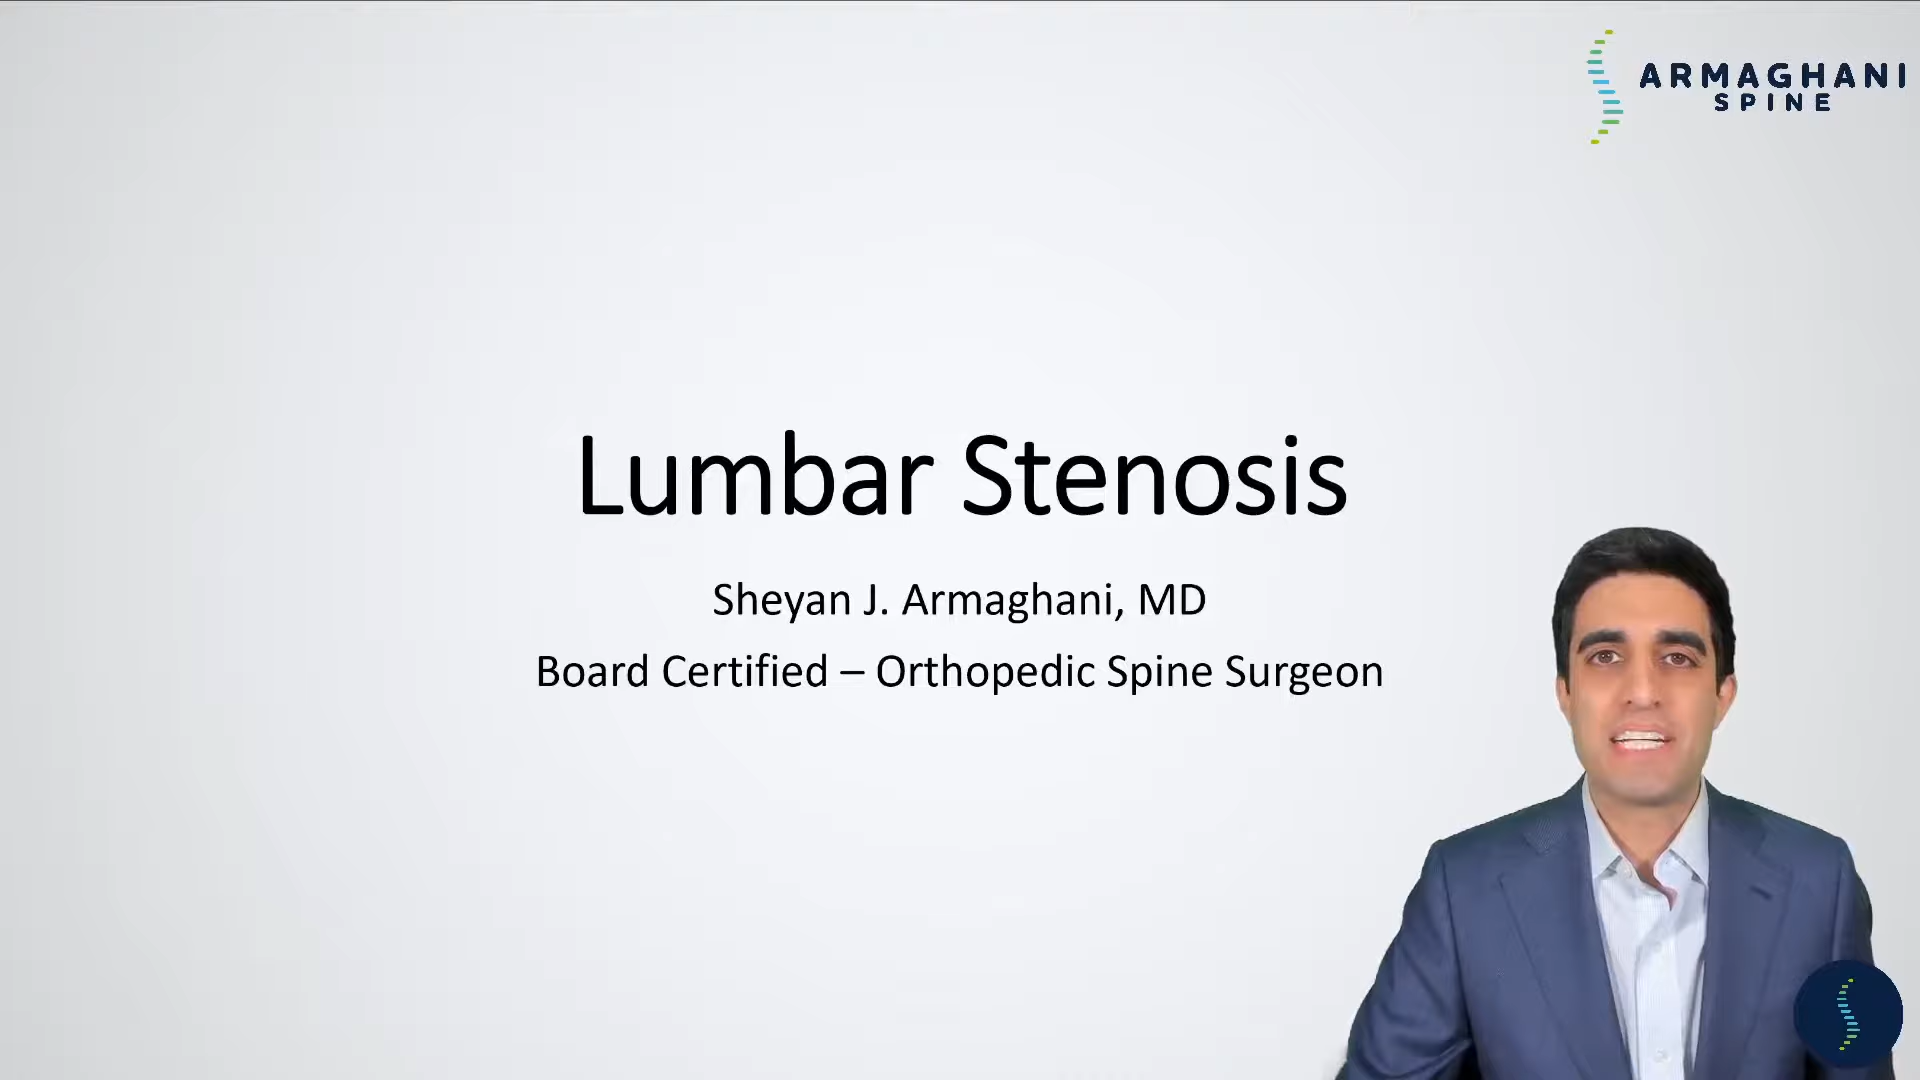 ARMAGHANI
SPINE
Lumbar Stenosis
Sheyan J. Armaghani, MD
Board Certified – Orthopedic Spine Surgeon